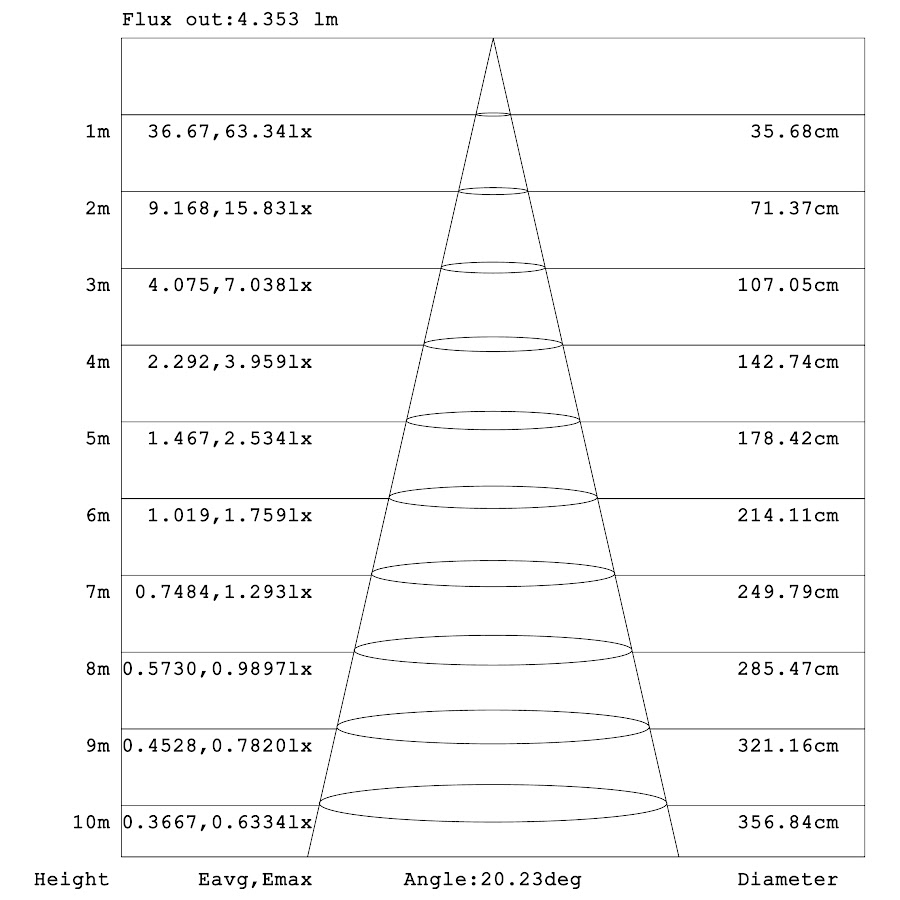 Flux out:4.353 lm
1m 36.67,63.34lx 35.68cm
2m 9.168,15.83lx 71.37cm
3m 4.075,7.038lx 107.05cm
4m 2.292,3.959lx 142.74cm
5m 1.467,2.534lx 178.42cm
6m 1.019,1.759lx 214.11cm
7m 0.7484,1.293lx 249.79cm
8m 0.5730,0.9897lx 285.47cm
9m 0.4528,0.7820lx 321.16cm
10m 0.3667,0.6334lx 356.84cm
Height Eavg,Emax Angle:20.23deg Diameter